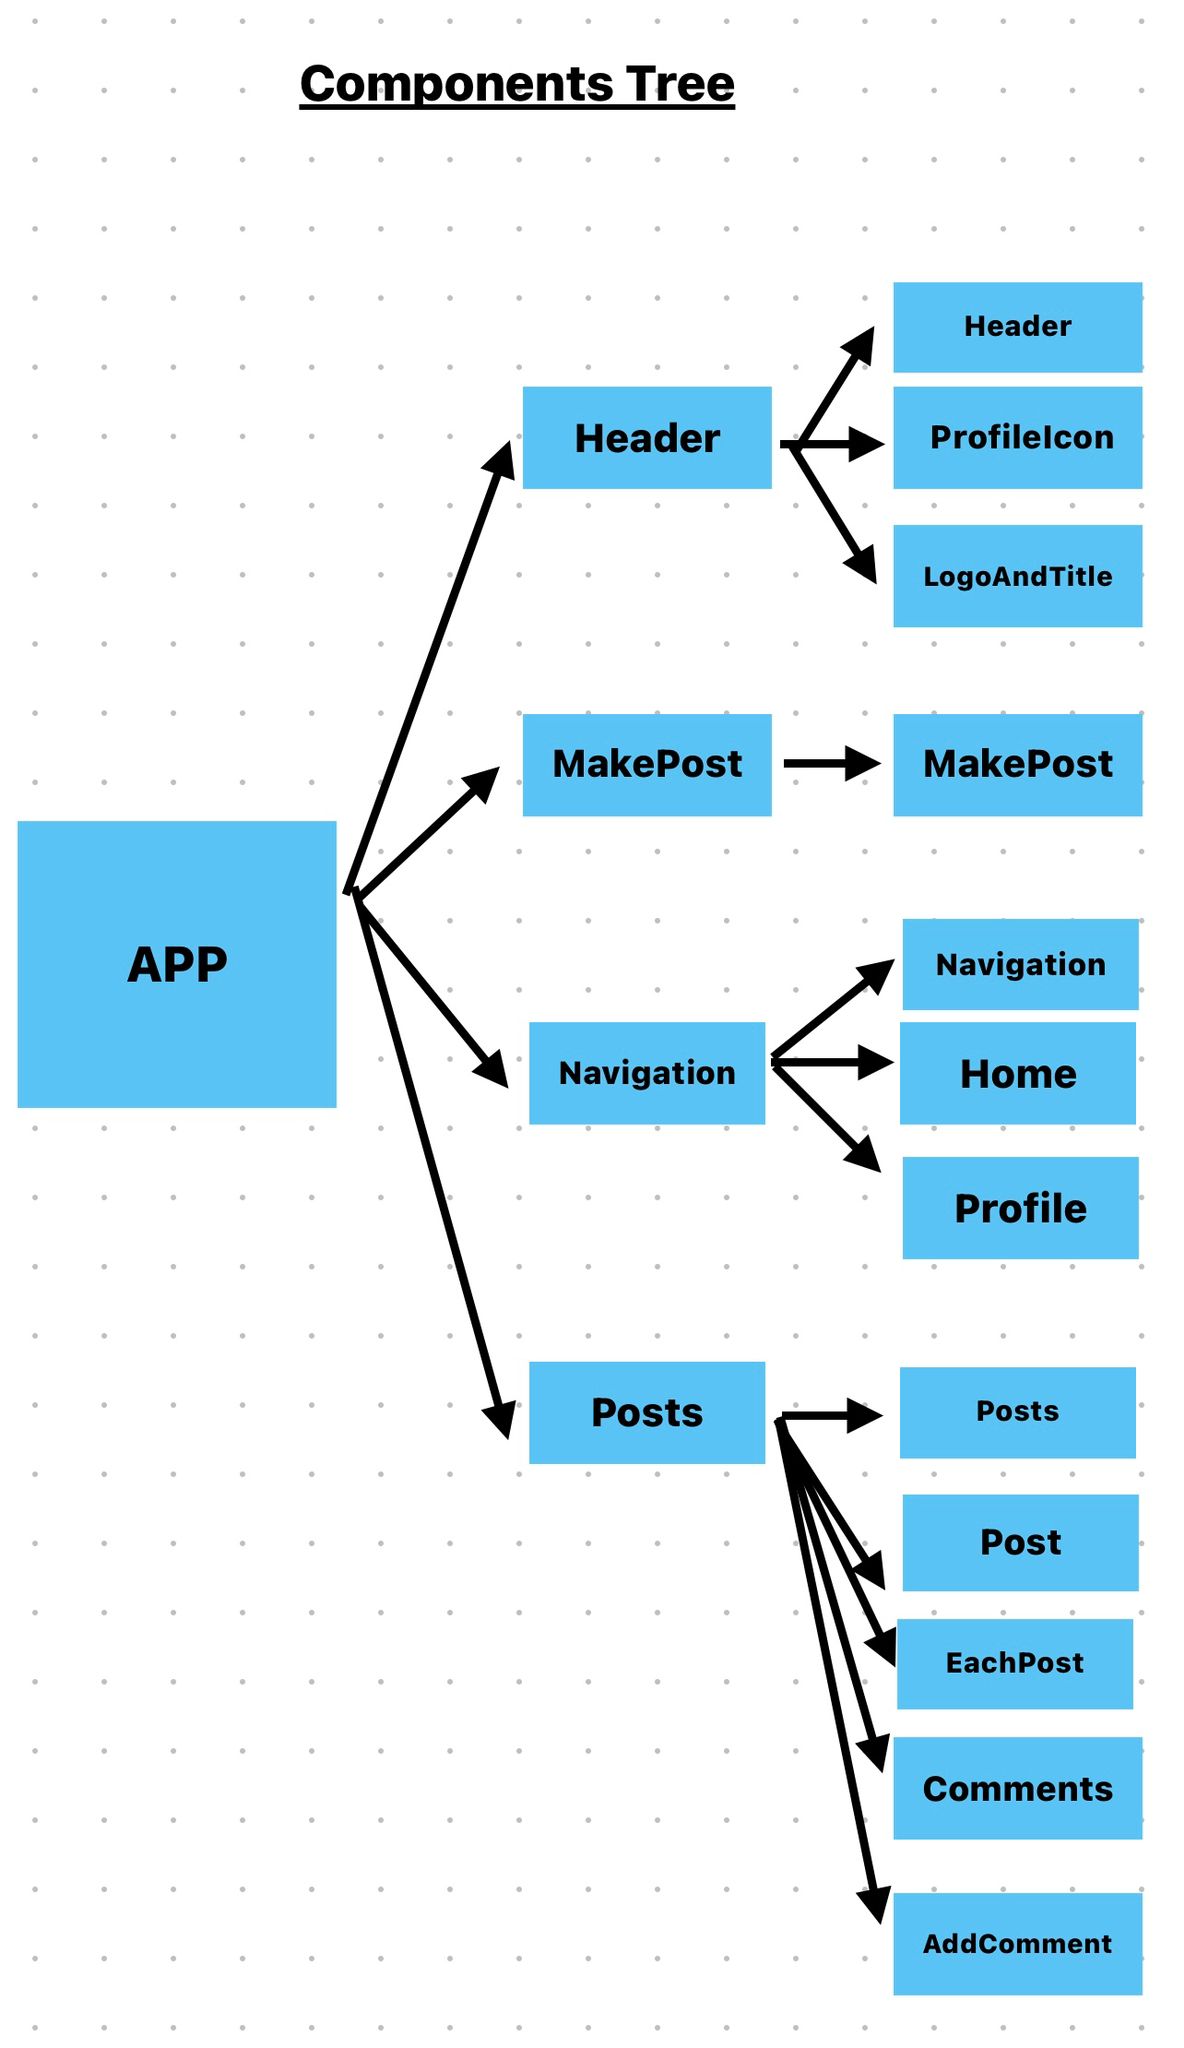 Components Tree
Header
Header
ProfileIcon
LogoAndTitle
MakePost
MakePost
APP
Navigation
Navigation
Home
Profile
Posts
Posts
Post
EachPost
Comments
AddComment